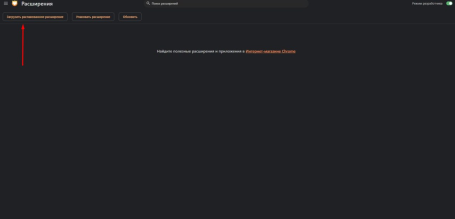 Расширения
Поиск расширений
Режим разработчика
Загрузить распакованное расширение
Упаковать расширение
Обновить
Найдите полезные расширения и приложения в Интернет-магазине Chrome